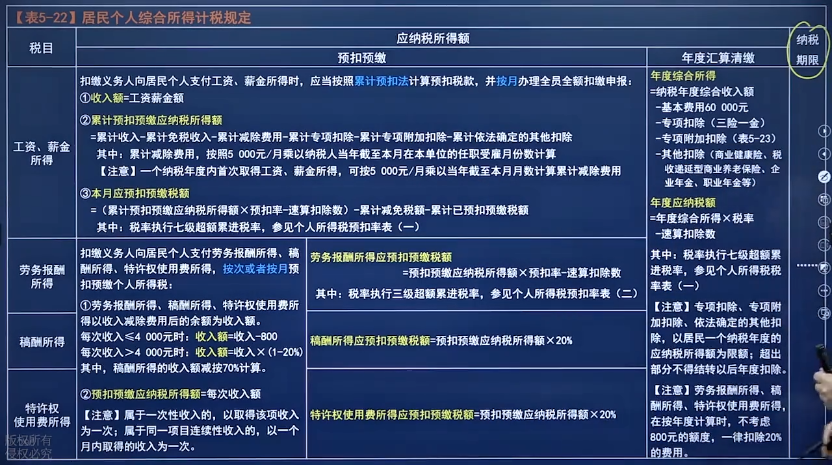 【表5-22】居民个人综合所得计税规定
税目
应纳税所得额
纳税
期限
预扣预缴
年度汇算清缴
工资、薪金
所得
扣缴义务人向居民个人支付工资、薪金所得时，应当按照累计预扣法计算预扣税款，并按月办理全员全额扣缴申报：
①收入额=工资薪金额
②累计预扣预缴应纳税所得额
=累计收入-累计免税收入-累计减除费用-累计专项扣除-累计专项附加扣除-累计依法确定的其他扣除
其中：累计减除费用，按照5 000元/月乘以纳税人当年截至本月在本单位的任职受雇月份数计算
【注意】一个纳税年度内首次取得工资、薪金所得，可按5 000元/月乘以当年截至本月月数计算累计减除费用
③本月应预扣预缴税额
=（累计预扣预缴应纳税所得额×预扣率-速算扣除数）-累计减免税额-累计已预扣预缴税额
其中：税率执行七级超额累进税率，参见个人所得税预扣率表（一）
年度综合所得
=纳税年度综合收入额
-基本费用60 000元
-专项扣除（三险一金）
-专项附加扣除（表5-23）
-其他扣除（商业健康险、税
收递延型商业养老保险、企
业年金、职业年金等）
年度应纳税额
=年度综合所得×税率
-速算扣除数
其中：税率执行七级超额累
进税率，参见个人所得税税
率表（一）
【注意】专项扣除、专项附
加扣除、依法确定的其他扣
除，以居民一个纳税年度的
应纳税所得额为限额；超出
部分不得结转以后年度扣除。
【注意】劳务报酬所得、稿
酬所得、特许权使用费所得，
在按年度计算时，不考虑
800元的额度，一律扣除20%
的费用。
劳务报酬
所得
稿酬所得
特许权
使用费所得
扣缴义务人向居民个人支付劳务报酬所得、稿
酬所得、特许权使用费所得，按次或者按月预
扣预缴个人所得税：
①劳务报酬所得、稿酬所得、特许权使用费所
得以收入减除费用后的余额为收入额。
每次收入≤4 000元时：收入额=收入-800
每次收入>4 000元时：收入额=收入×(1-20%)
其中，稿酬所得的收入额减按70%计算。
②预扣预缴应纳税所得额=每次收入额
【注意】属于一次性收入的，以取得该项收入
为一次；属于同一项目连续性收入的，以一个
月内取得的收入为一次。
劳务报酬所得应预扣预缴税额
=预扣预缴应纳税所得额×预扣率-速算扣除数
其中：税率执行三级超额累进税率，参见个人所得税预扣率表（二）
稿酬所得应预扣预缴税额=预扣预缴应纳税所得额×20%
特许权使用费所得应预扣预缴税额=预扣预缴应纳税所得额×20%
版权所有
侵权必究